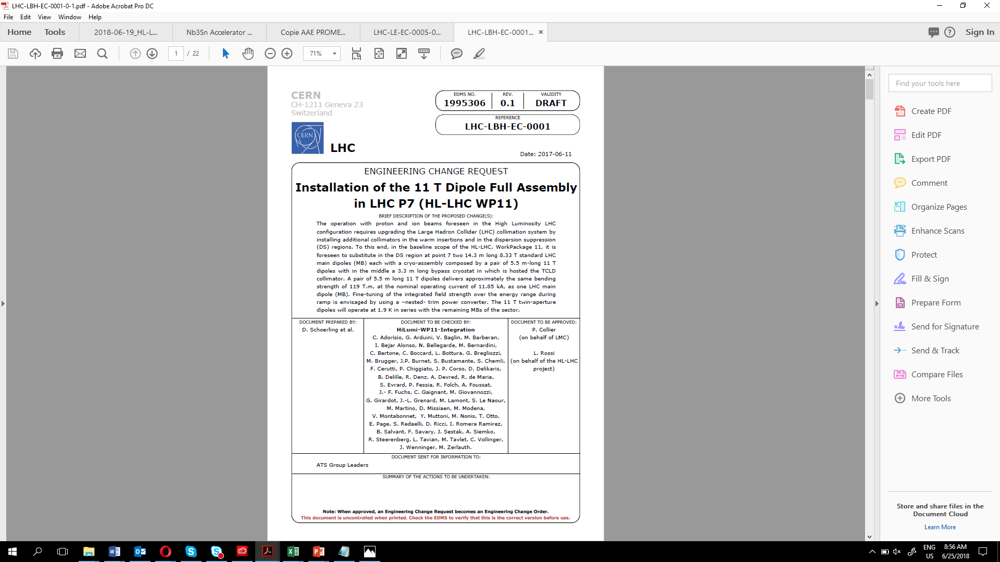 LHC-LBH-EC-0001-0-1.pdf - Adobe Acrobat Pro DC
File Edit View Window Help
Home Tools 2018-06-19_HL-L... Nb3Sn Accelerator ... Copie AAE PROME... LHC-LE-EC-0005-0... LHC-LBH-EC-0001... × Sign In
1 / 22 71%
CERN
CH-1211 Geneva 23
Switzerland
CERN
LHC
EDMS NO. REV. VALIDITY
1995306 0.1 DRAFT
REFERENCE
LHC-LBH-EC-0001
Date: 2017-06-11
ENGINEERING CHANGE REQUEST
Installation of the 11 T Dipole Full Assembly
in LHC P7 (HL-LHC WP11)
BRIEF DESCRIPTION OF THE PROPOSED CHANGE(S):
The operation with proton and ion beams foreseen in the High Luminosity LHC
configuration requires upgrading the Large Hadron Collider (LHC) collimation system by
installing additional collimators in the warm insertions and in the dispersion suppression
(DS) regions. To this end, in the baseline scope of the HL-LHC, WorkPackage 11, it is
foreseen to substitute in the DS region at point 7 two 14.3 m long 8.33 T standard LHC
main dipoles (MB) each with a cryo-assembly composed by a pair of 5.5 m-long 11 T
dipoles with in the middle a 3.3 m long bypass cryostat in which is hosted the TCLD
collimator. A pair of 5.5 m long 11 T dipoles delivers approximately the same bending
strength of 119 T.m, at the nominal operating current of 11.85 kA, as one LHC main
dipole (MB). Fine-tuning of the integrated field strength over the energy range during
ramp is envisaged by using a –nested- trim power converter. The 11 T twin-aperture
dipoles will operate at 1.9 K in series with the remaining MBs of the sector.
DOCUMENT PREPARED BY:
D. Schoerling et al.
DOCUMENT TO BE CHECKED BY:
HiLumi-WP11-Integration
C. Adorisio, G. Arduini, V. Baglin, M. Barberan,
I. Bejar Alonso, N. Bellegarde, M. Bernardini,
C. Bertone, C. Boccard, L. Bottura, G. Bregliozzi,
M. Brugger, J.P. Burnet, S. Bustamante, S. Chemli,
F. Cerutti, P. Chiggiato, J. P. Corso, D. Delikaris,
B. Delille, R. Denz, A. Devred, R. de Maria,
S. Evrard, P. Fessia, R. Folch, A. Foussat,
J.- F. Fuchs, C. Gaignant, M. Giovannozzi,
G. Girardot, J.-L. Grenard, M. Lamont, S. Le Naour,
M. Martino, D. Missiaen, M. Modena,
V. Montabonnet, Y. Muttoni, M. Nonis, T. Otto,
E. Page, S. Redaelli, D. Ricci, I. Romera Ramirez,
B. Salvant, F. Savary, J. Sestak, A. Siemko,
R. Steerenberg, L. Tavian, M. Tavlet, C. Vollinger,
J. Wenninger, M. Zerlauth.
DOCUMENT TO BE APPROVED:
P. Collier
(on behalf of LMC)
L. Rossi
(on behalf of the HL-LHC
project)
DOCUMENT SENT FOR INFORMATION TO:
ATS Group Leaders
SUMMARY OF THE ACTIONS TO BE UNDERTAKEN:
Note: When approved, an Engineering Change Request becomes an Engineering Change Order.
This document is uncontrolled when printed. Check the EDMS to verify that this is the correct version before use.
Find your tools here
Create PDF
Edit PDF
Export PDF
Comment
Organize Pages
Enhance Scans
Protect
Fill & Sign
Prepare Form
Send for Signature
Send & Track
Compare Files
More Tools
Store and share files in the
Document Cloud
Learn More
ENG
US
8:56 AM
6/25/2018